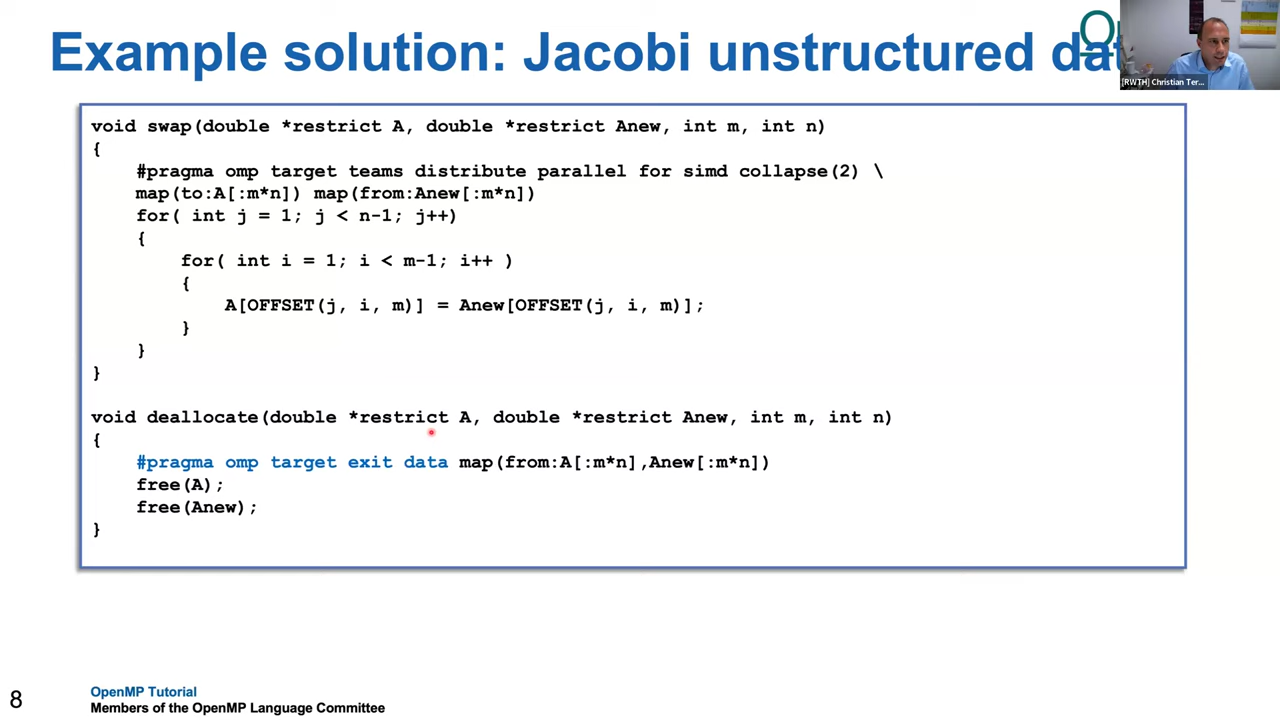 Example solution: Jacobi unstructured
[RWTH] Christian Ter...
void swap(double *restrict A, double *restrict Anew, int m, int n)
{
#pragma omp target teams distribute parallel for simd collapse(2) \
map(to:A[:m*n]) map(from:Anew[:m*n])
for( int j = 1; j < n-1; j++)
{
for( int i = 1; i < m-1; i++ )
{
A[OFFSET(j, i, m)] = Anew[OFFSET(j, i, m)];
}
}
}
void deallocate(double *restrict A, double *restrict Anew, int m, int n)
{
#pragma omp target exit data map(from:A[:m*n],Anew[:m*n])
free(A);
free(Anew);
}
8
OpenMP Tutorial
Members of the OpenMP Language Committee